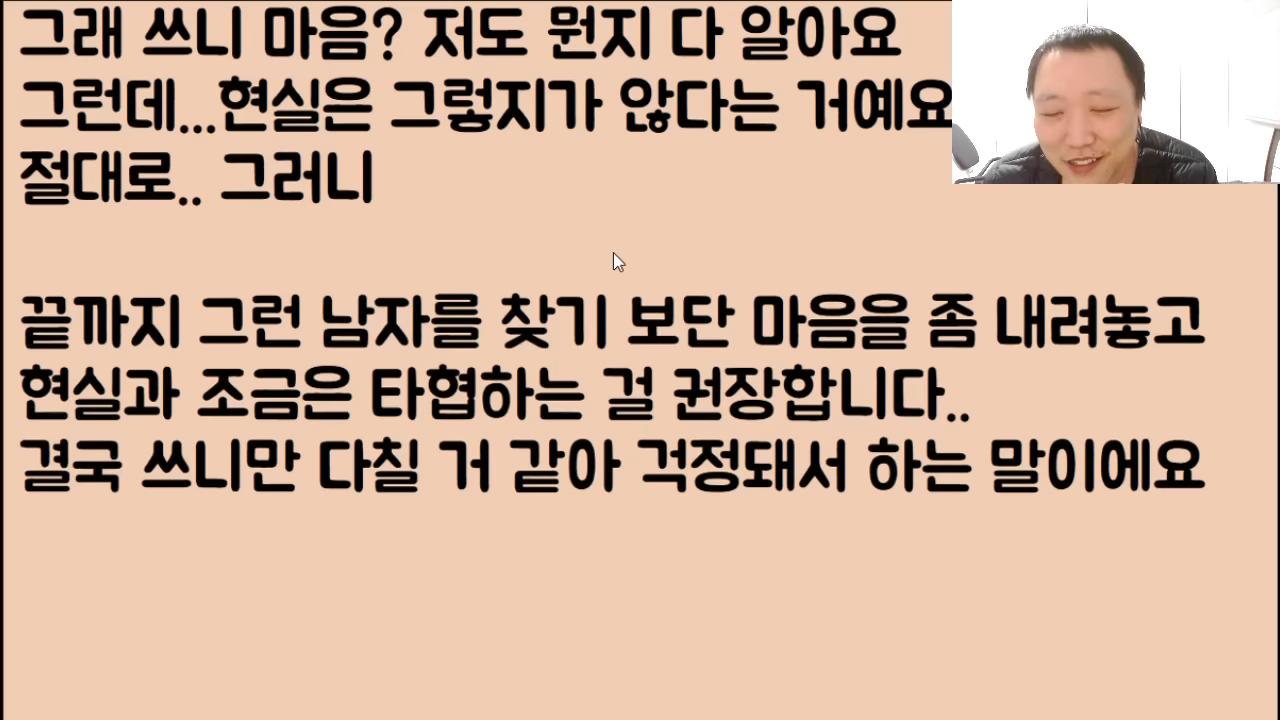 그래 쓰니 마음? 저도 뭔지 다 알아요
그런데...현실은 그렇지가 않다는 거예요
절대로.. 그러니
끝까지 그런 남자를 찾기 보단 마음을 좀 내려놓고
현실과 조금은 타협하는 걸 권장합니다..
결국 쓰니만 다칠 거 같아 걱정돼서 하는 말이에요